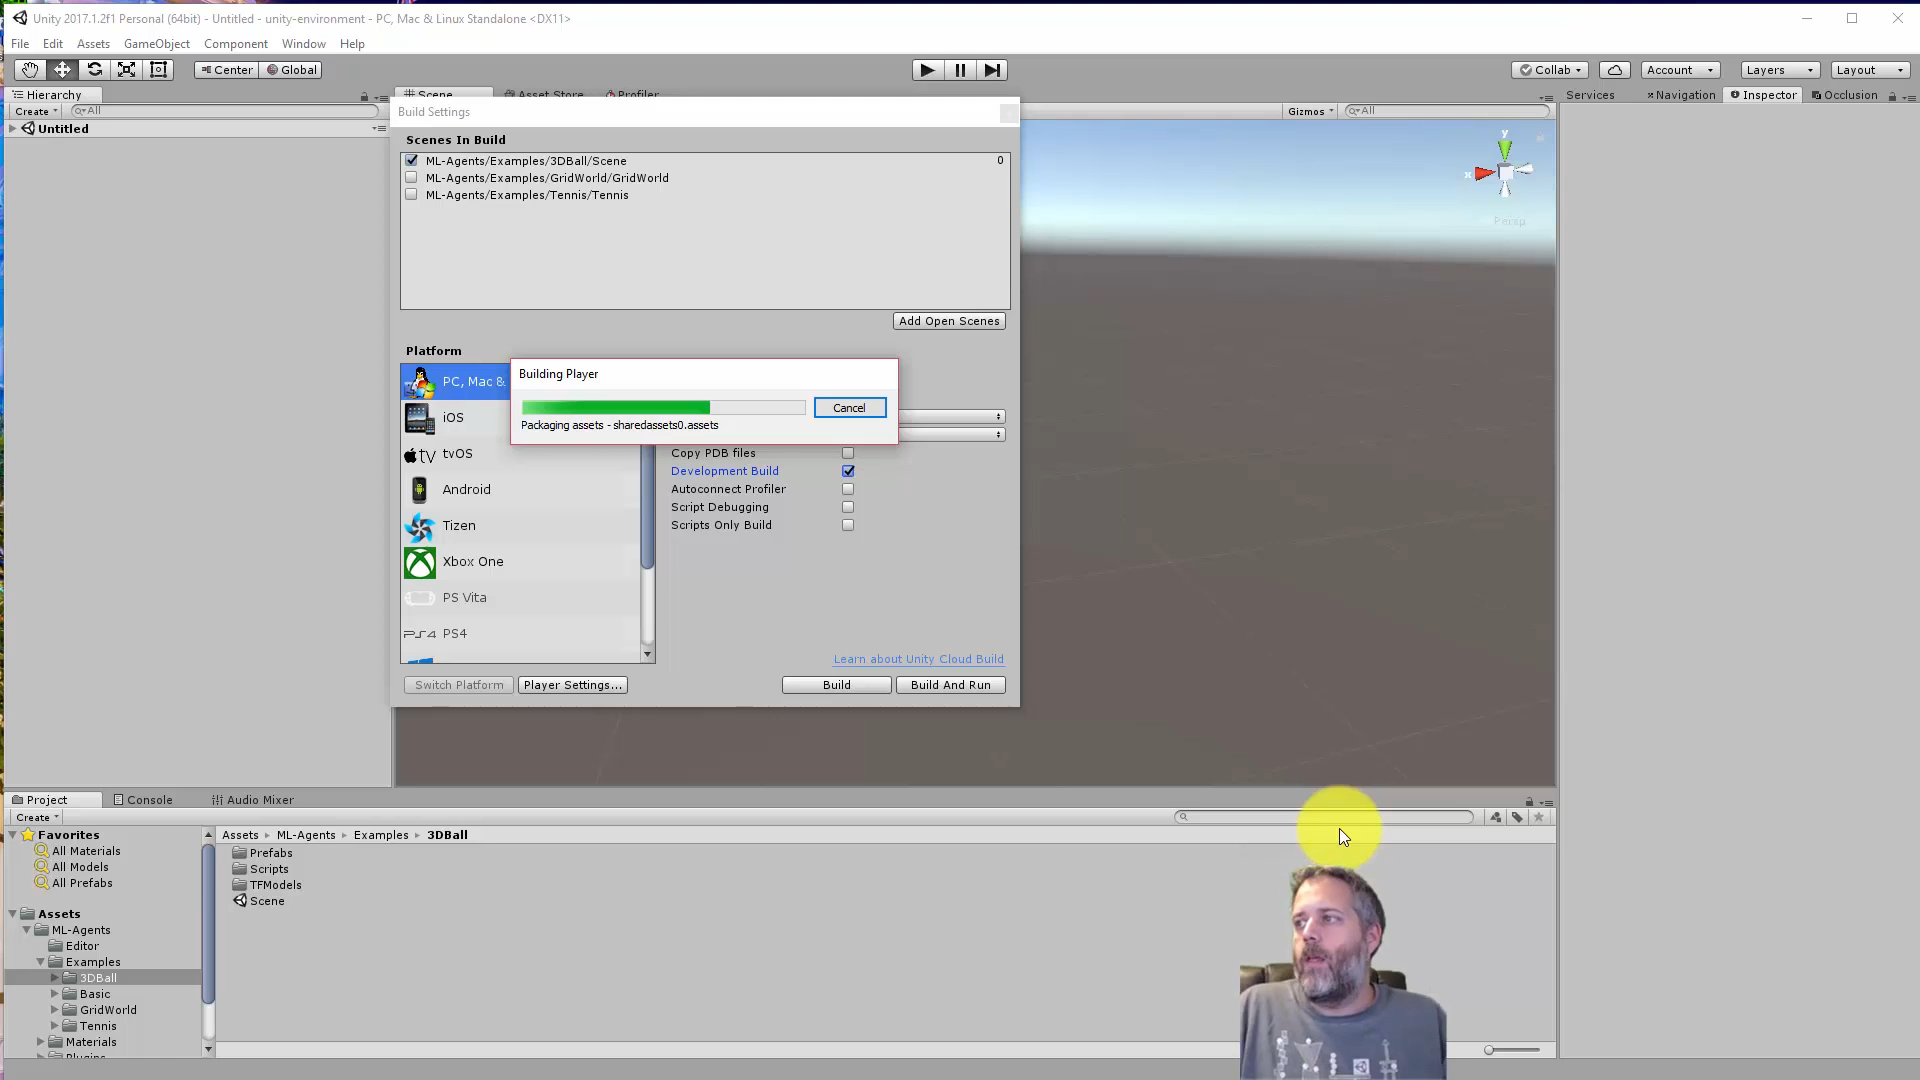 Unity 2017.1.2f1 Personal (64bit) - Untitled - unity-environment - PC, Mac & Linux Standalone <DX11>
File Edit Assets GameObject Component Window Help
Center Global Collab Account Layers Layout
Hierarchy Scene Asset Store Profiler Services Navigation Inspector Occlusion
Create All Gizmos All
Untitled
Build Settings
Scenes In Build
ML-Agents/Examples/3DBall/Scene 0
ML-Agents/Examples/GridWorld/GridWorld
ML-Agents/Examples/Tennis/Tennis
y
x
Persp
Add Open Scenes
Platform
PC, Mac &
iOS
tvOS
Android
Tizen
Xbox One
PS Vita
PS4
Building Player
Cancel
Packaging assets - sharedassets0.assets
Copy PDB files
Development Build
Autoconnect Profiler
Script Debugging
Scripts Only Build
Learn about Unity Cloud Build
Switch Platform Player Settings... Build Build And Run
Project Console Audio Mixer
Create
Favorites
All Materials
All Models
All Prefabs
Assets
ML-Agents
Editor
Examples
3DBall
Basic
GridWorld
Tennis
Materials
Plugins
Assets ML-Agents Examples 3DBall
Prefabs
Scripts
TFModels
Scene